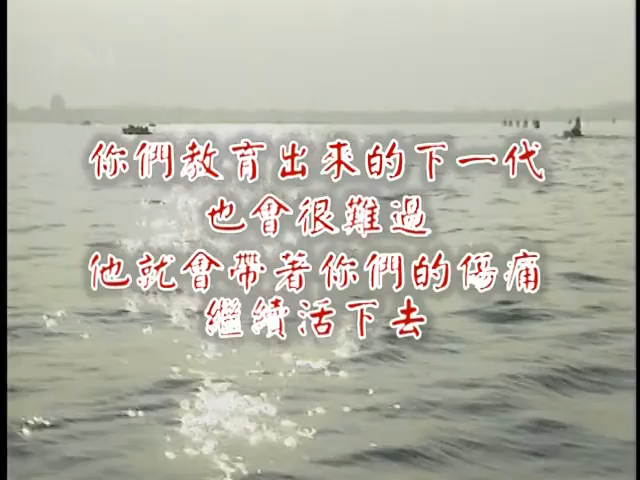 你們教育出來的下一代
也會很難過
他就會帶著你們的傷痛
繼續活下去